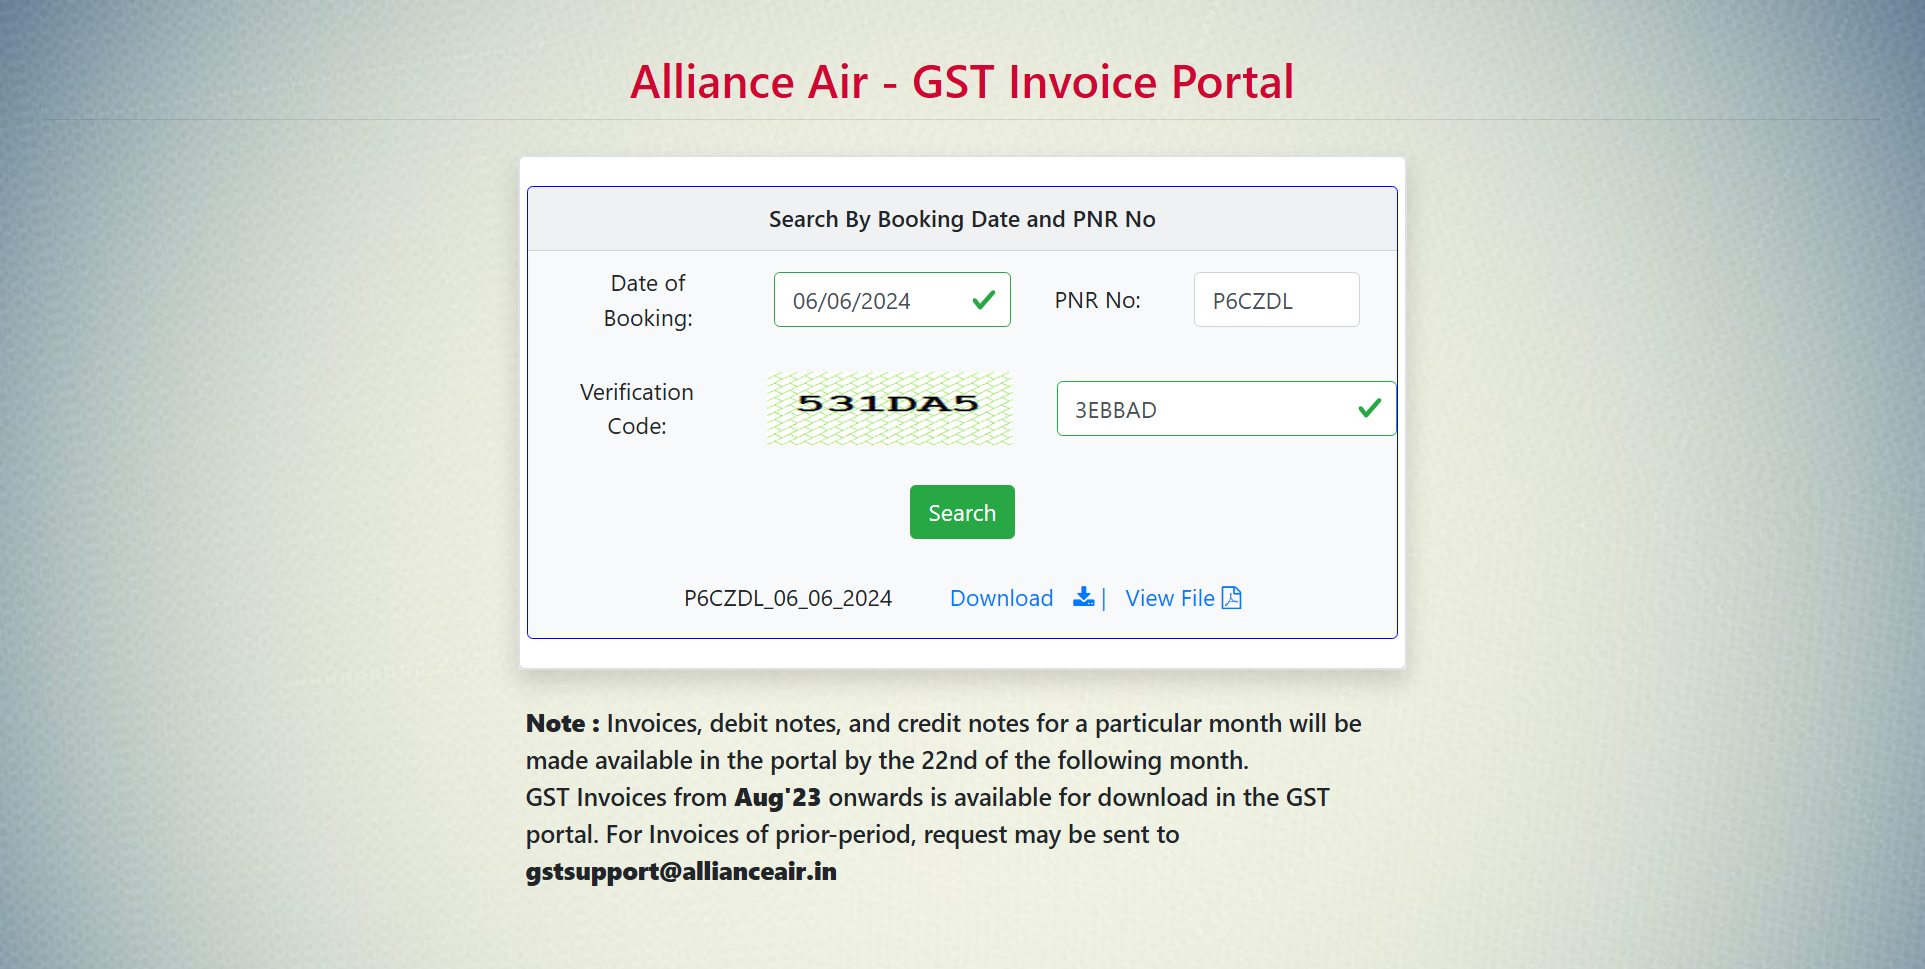 Alliance Air - GST Invoice Portal
Search By Booking Date and PNR No
Date of
Booking:
06/06/2024
PNR No:
P6CZDL
Verification
Code:
531DA5
3EBBAD
Search
P6CZDL_06_06_2024 Download | View File
Note : Invoices, debit notes, and credit notes for a particular month will be
made available in the portal by the 22nd of the following month.
GST Invoices from Aug'23 onwards is available for download in the GST
portal. For Invoices of prior-period, request may be sent to
gstsupport@allianceair.in